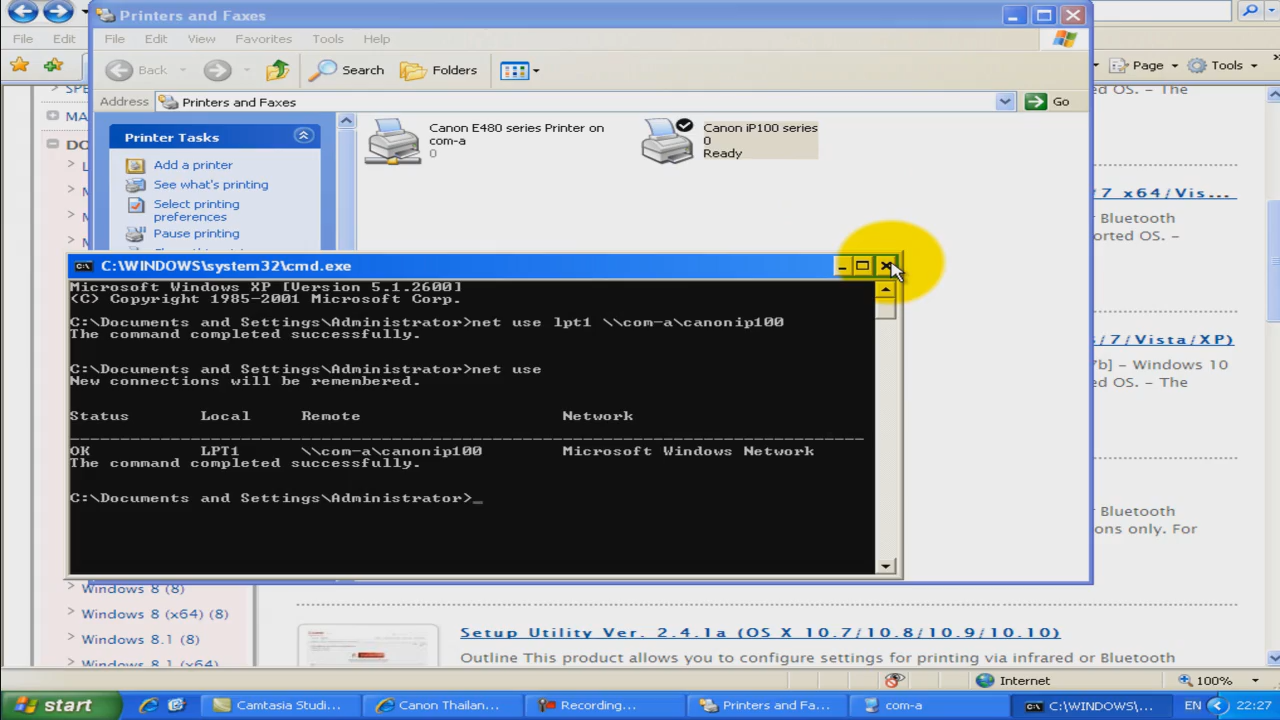 Printers and Faxes
File Edit
File Edit View Favorites Tools Help
Back Search Folders
Page Tools
Address Printers and Faxes Go
Printer Tasks
Add a printer
See what's printing
Select printing
preferences
Pause printing
Canon E480 series Printer on
com-a
0
Canon iP100 series
0
Ready
MA
DO
ed OS. – The
/7 x64/Vis...
r Bluetooth
orted OS. –
/7/Vista/XP)
7b] – Windows 10
ed OS. – The
r Bluetooth
ions only. For
C:\WINDOWS\system32\cmd.exe
Microsoft Windows XP [Version 5.1.2600]
(C) Copyright 1985-2001 Microsoft Corp.
C:\Documents and Settings\Administrator>net use lpt1 \\com-a\canonip100
The command completed successfully.
C:\Documents and Settings\Administrator>net use
New connections will be remembered.
Status Local Remote Network
OK LPT1 \\com-a\canonip100 Microsoft Windows Network
The command completed successfully.
C:\Documents and Settings\Administrator>_
Windows 8 (8)
Windows 8 (x64) (8)
Windows 8.1 (8)
Windows 8.1 (x64)
Setup Utility Ver. 2.4.1a (OS X 10.7/10.8/10.9/10.10)
Outline This product allows you to configure settings for printing via infrared or Bluetooth
Internet 100%
start Camtasia Studi... Canon Thailan... Recording... Printers and Fa... com-a C:\WINDOWS\... EN 22:27